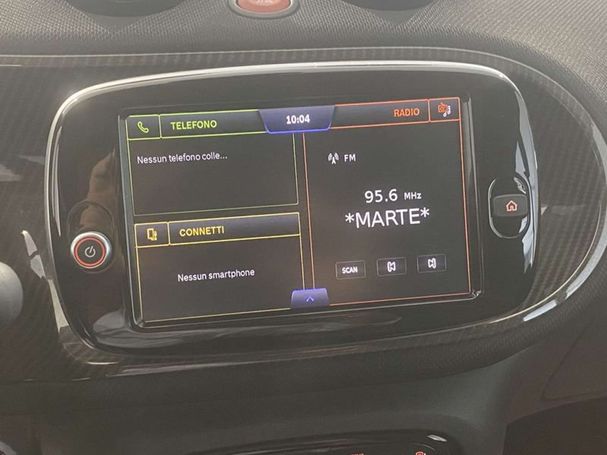 TELEFONO
10:04
RADIO
Nessun telefono colle...
FM
95.6 MHz
*MARTE*
CONNETTI
Nessun smartphone
SCAN